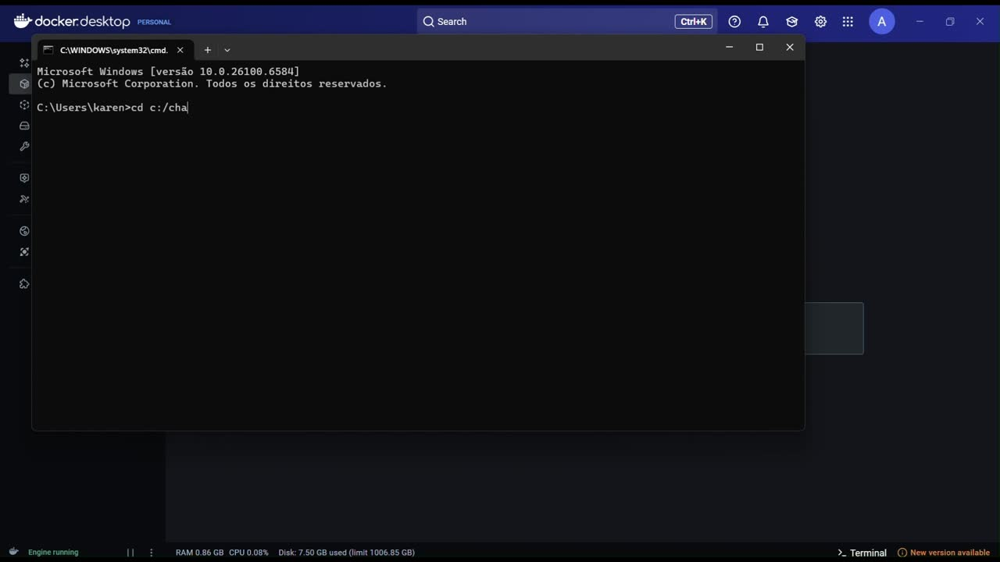 docker.desktop PERSONAL
Search
Ctrl+K
A
C:\WINDOWS\system32\cmd.
Microsoft Windows [versão 10.0.26100.6584]
(c) Microsoft Corporation. Todos os direitos reservados.
C:\Users\karen>cd c:/cha
Engine running
RAM 0.86 GB CPU 0.08% Disk: 7.50 GB used (limit 1006.85 GB)
>_ Terminal
New version available